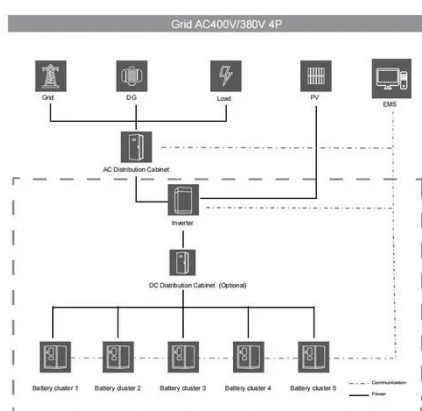 Grid AC400V/380V 4P
Grid
DG
Load
PV
EMS
AC Distribution Cabinet
Inverter
DC Distribution Cabinet (Optional)
Battery cluster 1
Battery cluster 2
Battery cluster 3
Battery cluster 4
Battery cluster 5
Communication
Power